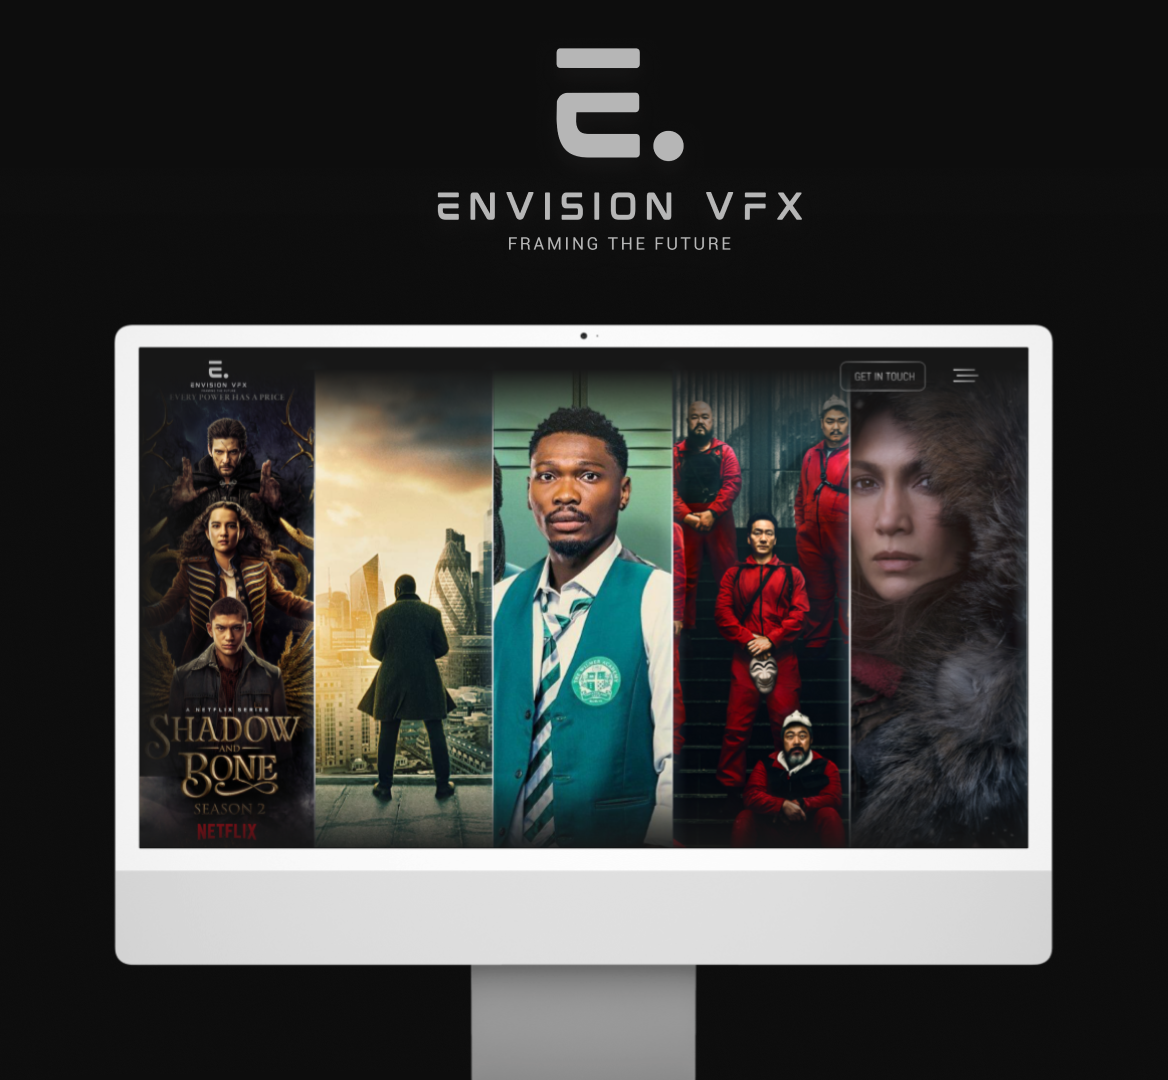 ENVISION VFX
FRAMING THE FUTURE
ENVISION VFX
GET IN TOUCH
EVERY POWER HAS A PRICE
A NETFLIX SERIES
SHADOW
AND
BONE
SEASON 2
NETFLIX